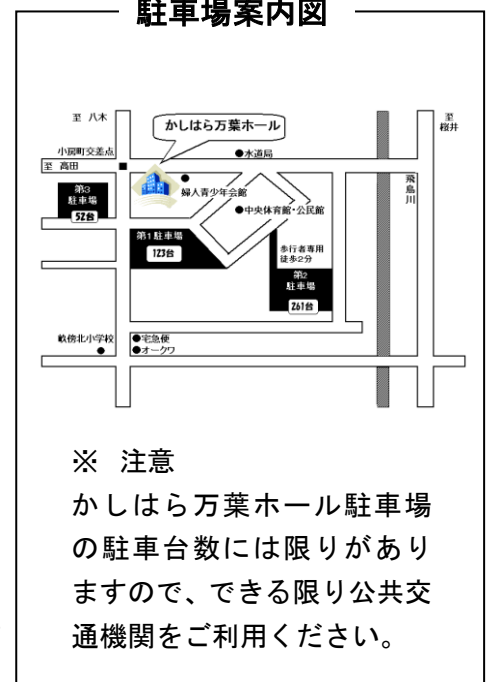 駐車場案内図
至 八木
かしはら万葉ホール
至
桜井
小房町交差点
●水道局
至 高田
第3
駐車場
52台
婦人青少年会館
飛鳥川
●中央体育館・公民館
第1駐車場
123台
歩行者専用
徒歩2分
第2
駐車場
261台
畝傍北小学校
●宅急便
●オークワ
※ 注意
かしはら万葉ホール駐車場
の駐車台数には限りがあり
ますので、できる限り公共交
通機関をご利用ください。